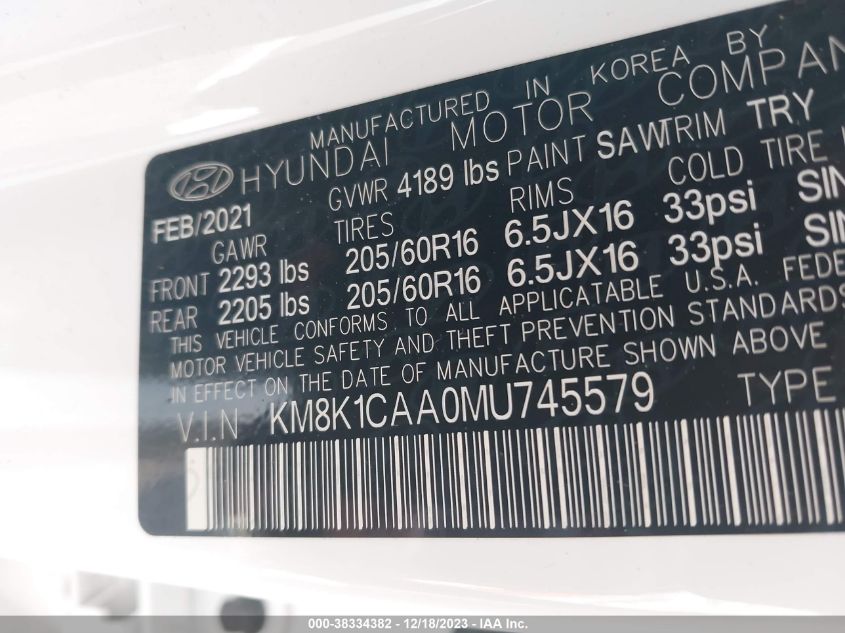 MANUFACTURED IN KOREA BY
HYUNDAI MOTOR COMPAN
FEB/2021 GVWR 4189 lbs PAINT SAW TRIM TRY
GAWR TIRES RIMS COLD TIRE
FRONT 2293 lbs 205/60R16 6.5JX16 33psi SIN
REAR 2205 lbs 205/60R16 6.5JX16 33psi SIN
THIS VEHICLE CONFORMS TO ALL APPLICABLE U.S.A. FEDE
MOTOR VEHICLE SAFETY AND THEFT PREVENTION STANDARDS
IN EFFECT ON THE DATE OF MANUFACTURE SHOWN ABOVE
V.I.N KM8K1CAA0MU745579 TYPE
000-38334382 - 12/18/2023 - IAA Inc.